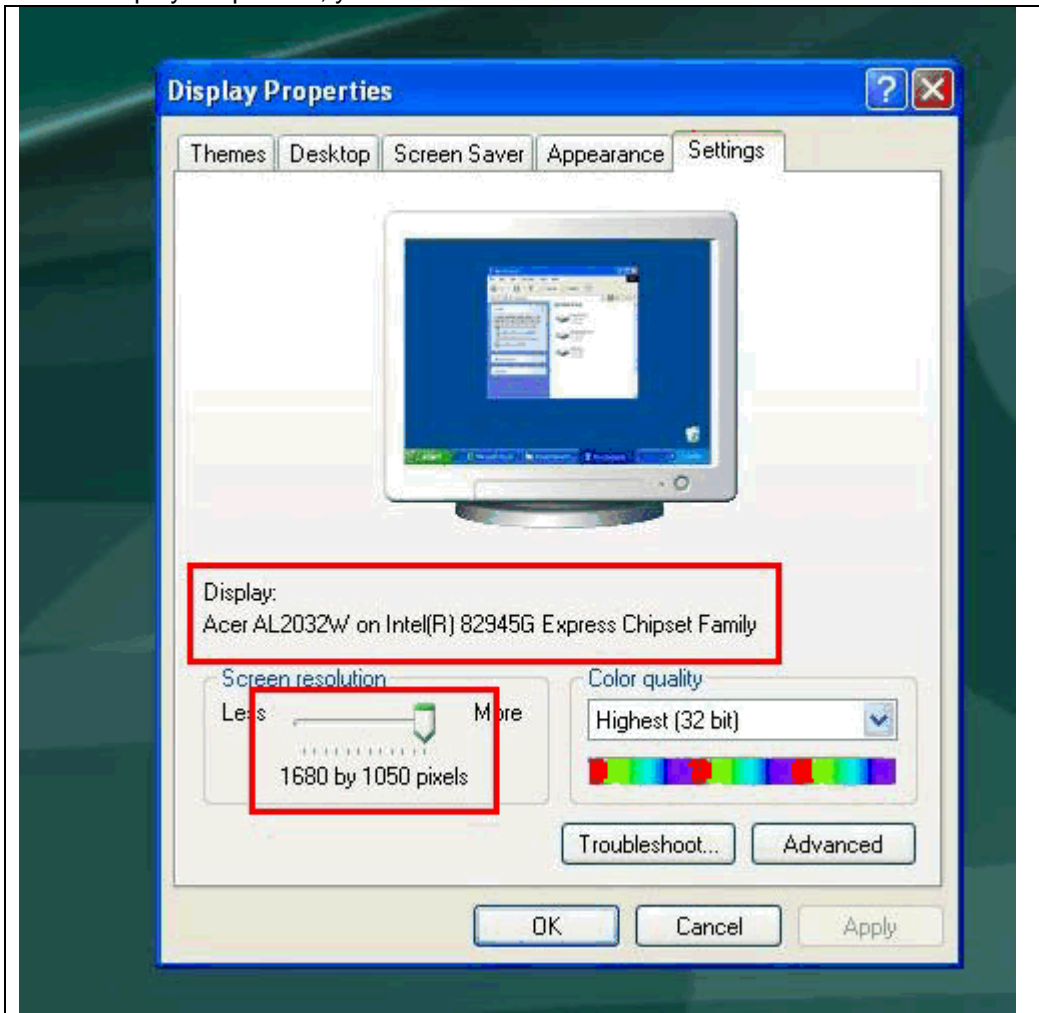 Display Properties
Themes Desktop Screen Saver Appearance Settings
Display:
Acer AL2032W on Intel(R) 82945G Express Chipset Family
Screen resolution
Less More
1680 by 1050 pixels
Color quality
Highest (32 bit)
Troubleshoot... Advanced
OK Cancel Apply